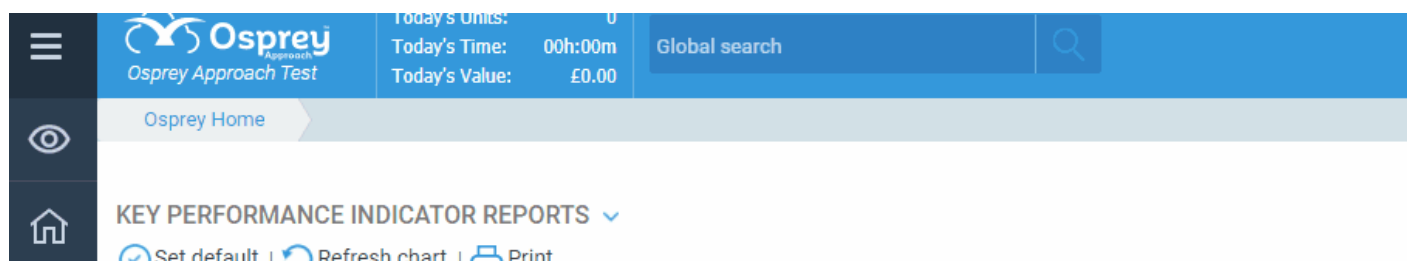 Osprey
Approach
Osprey Approach Test
Today's Units: 0
Today's Time: 00h:00m
Today's Value: £0.00
Global search
Osprey Home
KEY PERFORMANCE INDICATOR REPORTS
Set default | Refresh chart | Print